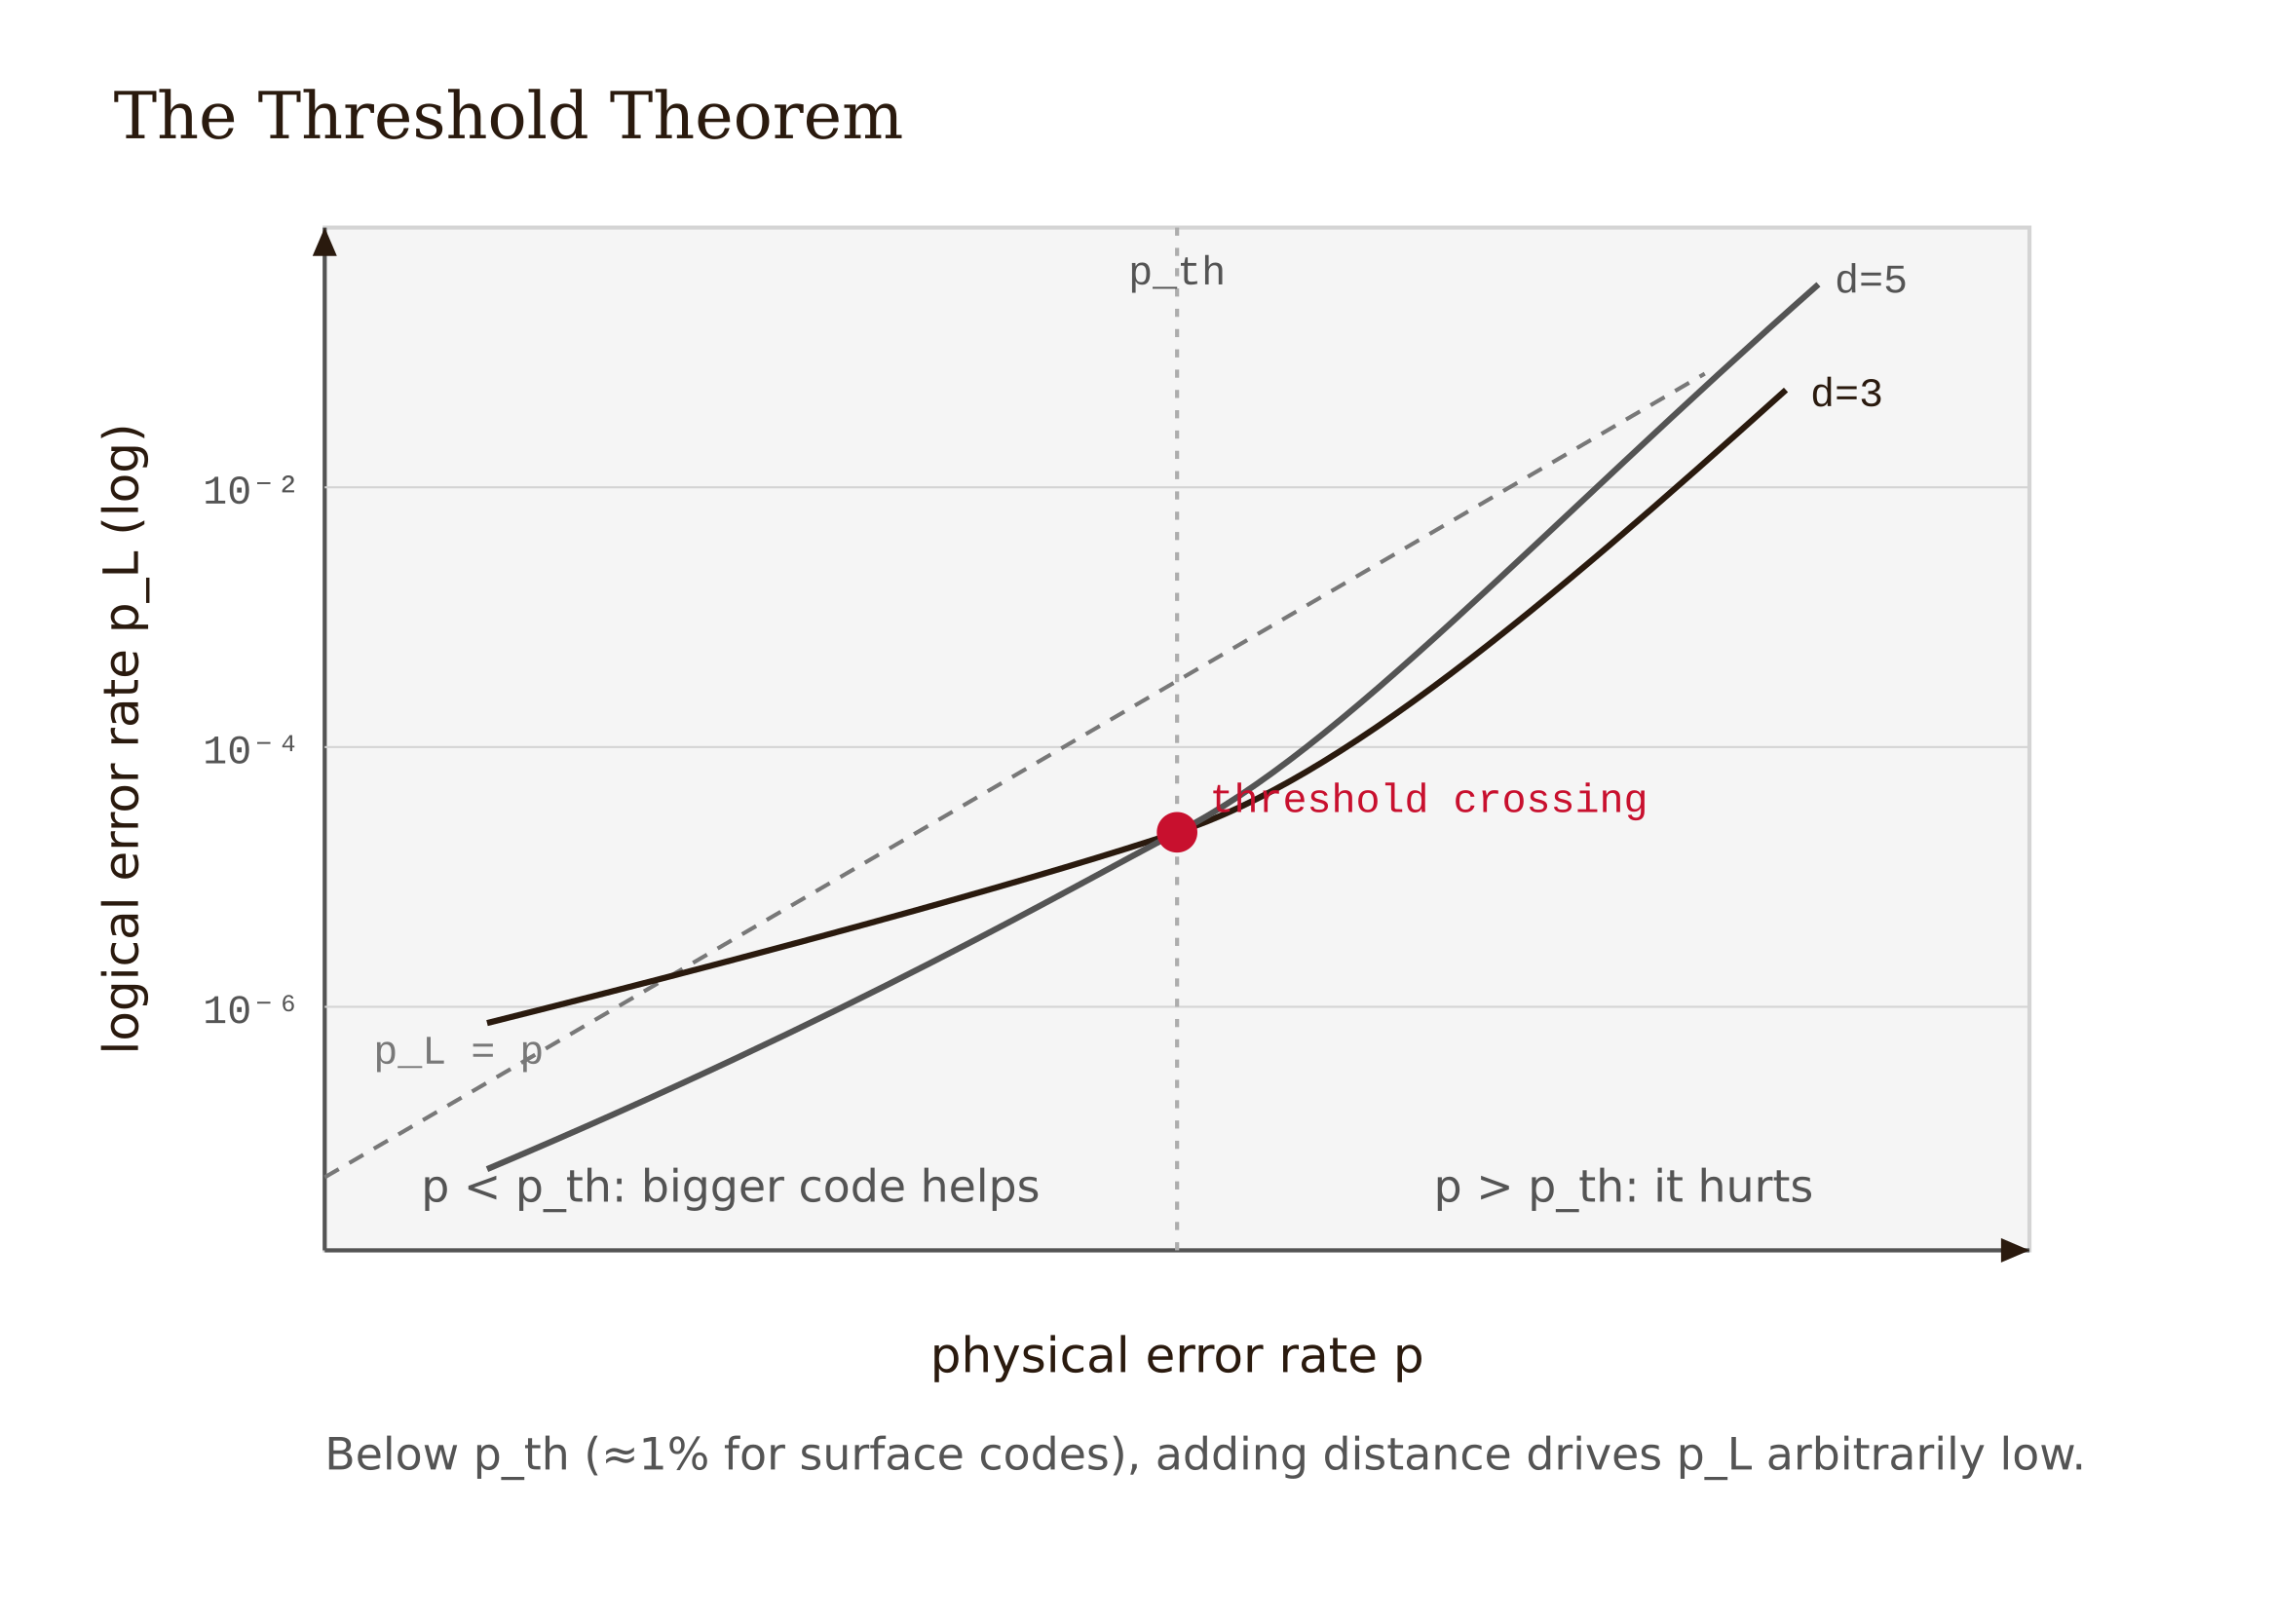 The Threshold Theorem
p_th
d=5
d=3
logical error rate p_L (log)
10⁻²
10⁻⁴
threshold crossing
10⁻⁶
p_L = p
p < p_th: bigger code helps
p > p_th: it hurts
physical error rate p
Below p_th (≈1% for surface codes), adding distance drives p_L arbitrarily low.